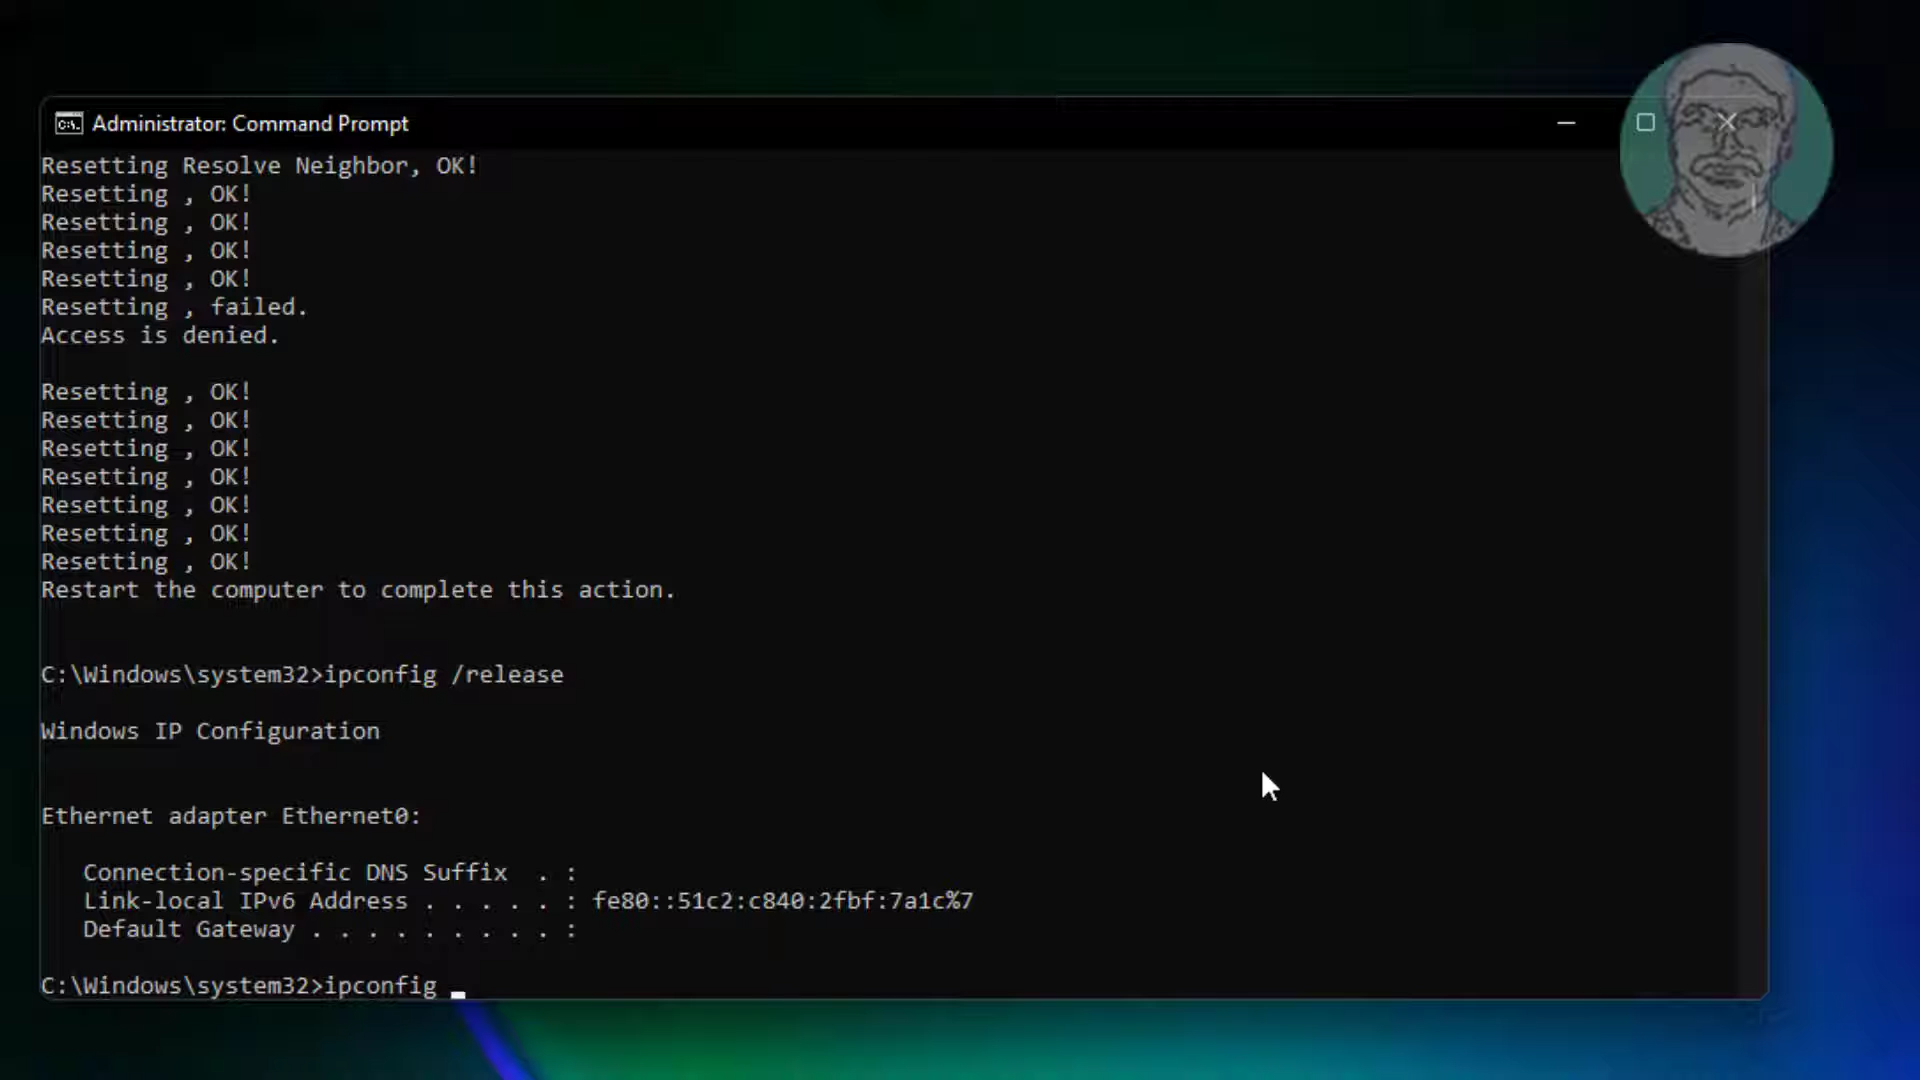 Administrator: Command Prompt
Resetting Resolve Neighbor, OK!
Resetting , OK!
Resetting , OK!
Resetting , OK!
Resetting , OK!
Resetting , failed.
Access is denied.
Resetting , OK!
Resetting , OK!
Resetting , OK!
Resetting , OK!
Resetting , OK!
Resetting , OK!
Resetting , OK!
Restart the computer to complete this action.
C:\Windows\system32>ipconfig /release
Windows IP Configuration
Ethernet adapter Ethernet0:
Connection-specific DNS Suffix  . :
Link-local IPv6 Address . . . . . : fe80::51c2:c840:2fbf:7a1c%7
Default Gateway . . . . . . . . . :
C:\Windows\system32>ipconfig _